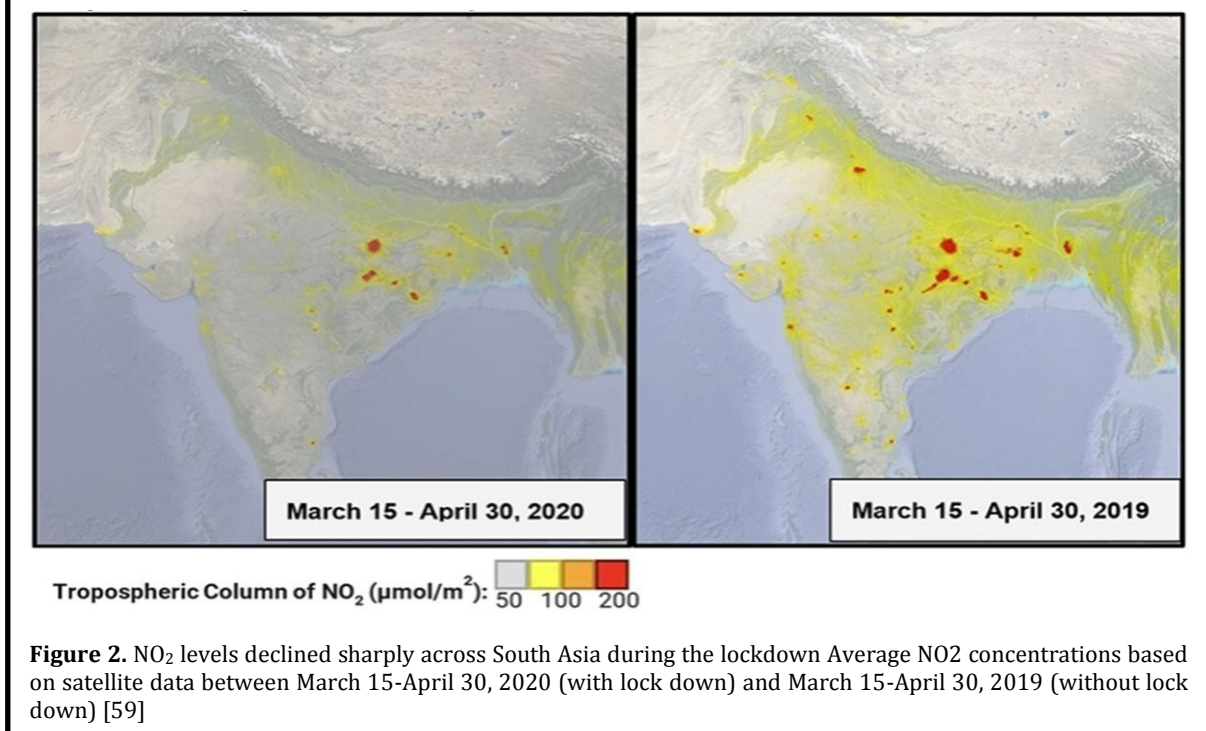 March 15 - April 30, 2020
March 15 - April 30, 2019
Tropospheric Column of NO₂ (μmol/m²):
50 100 200
Figure 2. NO₂ levels declined sharply across South Asia during the lockdown Average NO2 concentrations based
on satellite data between March 15-April 30, 2020 (with lock down) and March 15-April 30, 2019 (without lock
down) [59]